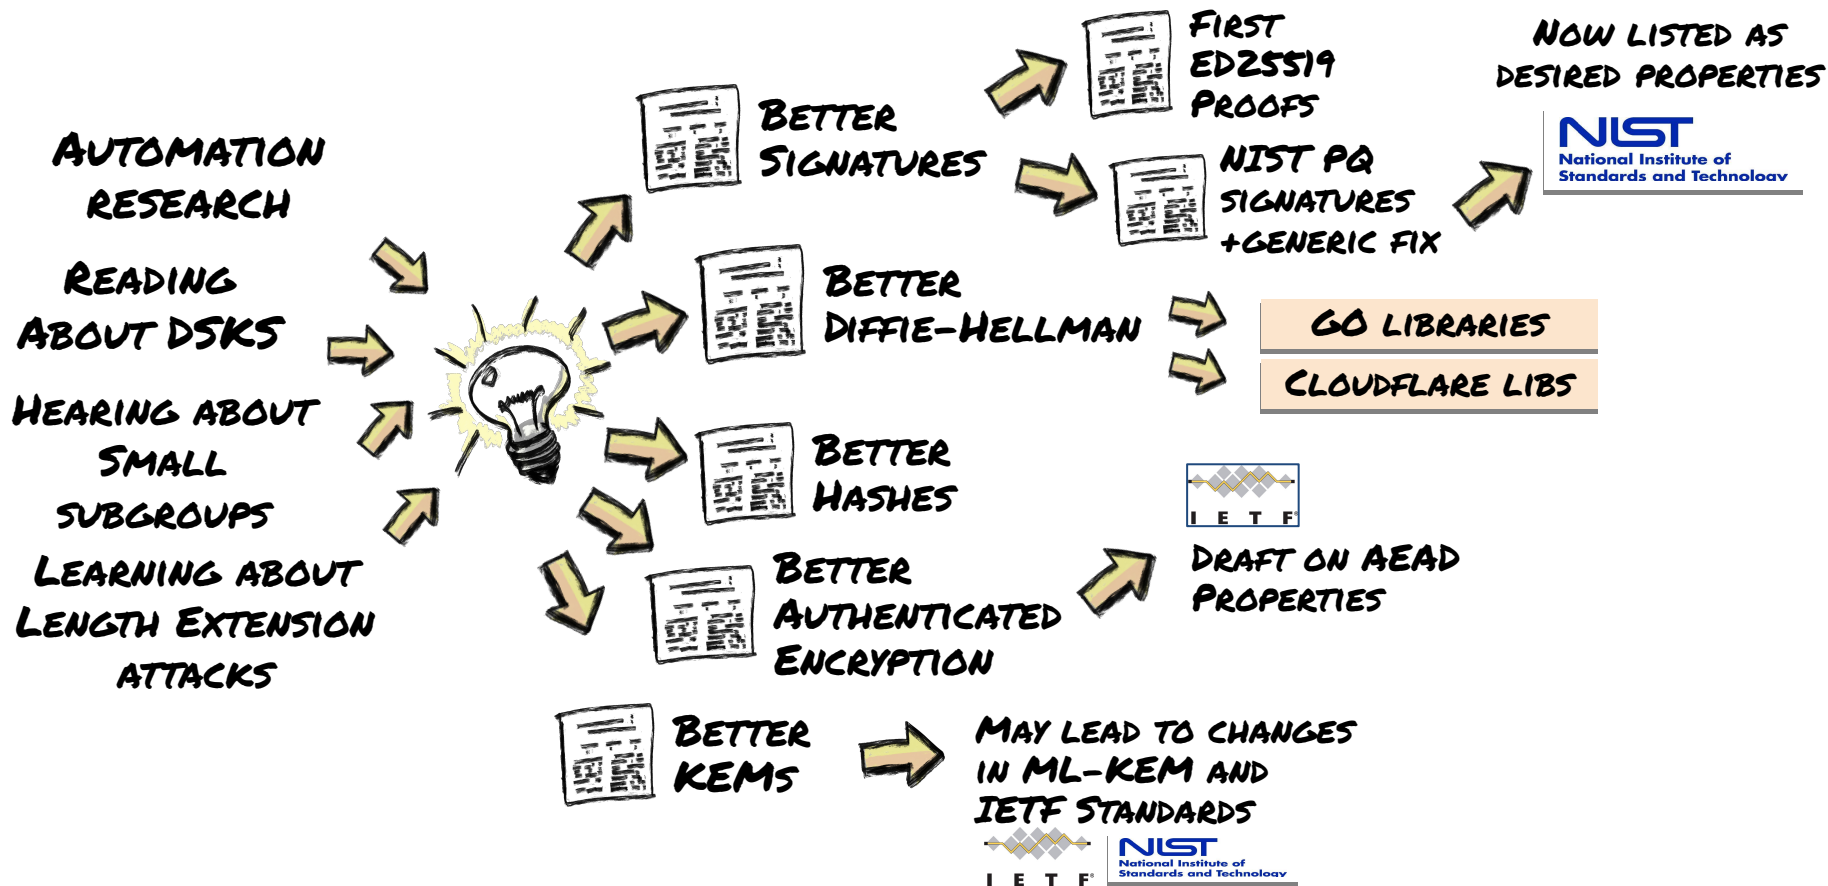 AUTOMATION
RESEARCH
READING
ABOUT DSKS
HEARING ABOUT
SMALL
SUBGROUPS
LEARNING ABOUT
LENGTH EXTENSION
ATTACKS
BETTER
SIGNATURES
FIRST
ED25519
PROOFS
NIST PQ
SIGNATURES
+GENERIC FIX
NOW LISTED AS
DESIRED PROPERTIES
NIST
National Institute of
Standards and Technology
BETTER
DIFFIE-HELLMAN
GO LIBRARIES
CLOUDFLARE LIBS
BETTER
HASHES
BETTER
AUTHENTICATED
ENCRYPTION
I E T F®
DRAFT ON AEAD
PROPERTIES
BETTER
KEMS
MAY LEAD TO CHANGES
IN ML-KEM AND
IETF STANDARDS
I E T F®
NIST
National Institute of
Standards and Technology